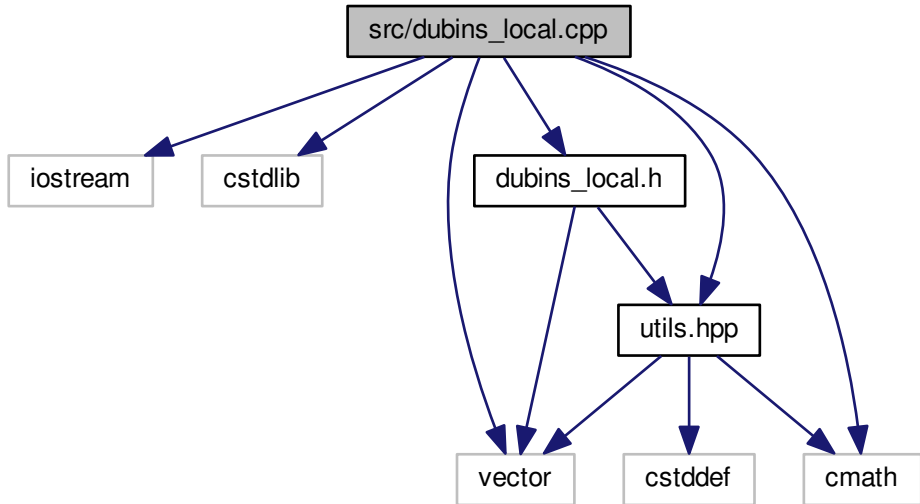 src/dubins_local.cpp
iostream
cstdlib
dubins_local.h
utils.hpp
vector
cstddef
cmath